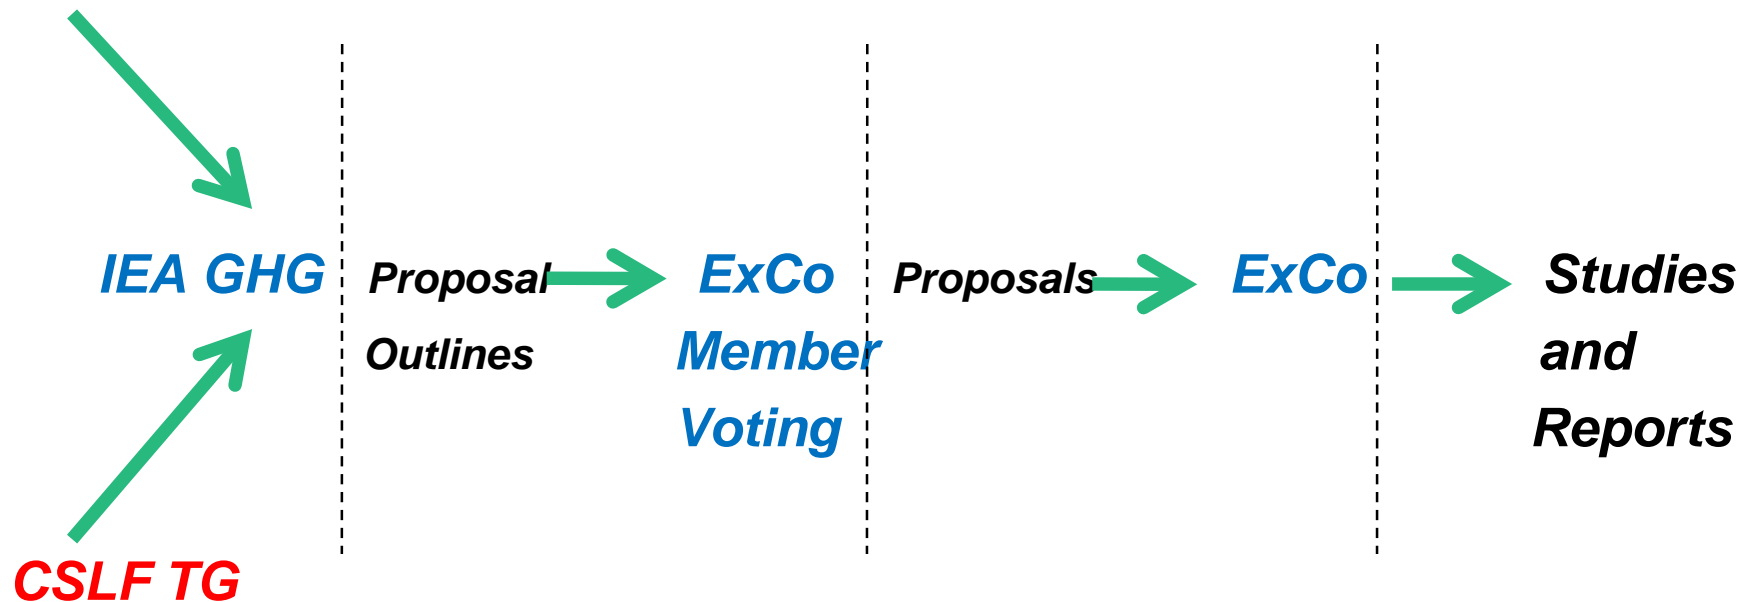 IEA GHG
Proposal
Outlines
ExCo
Member
Voting
Proposals
ExCo
Studies
and
Reports
CSLF TG